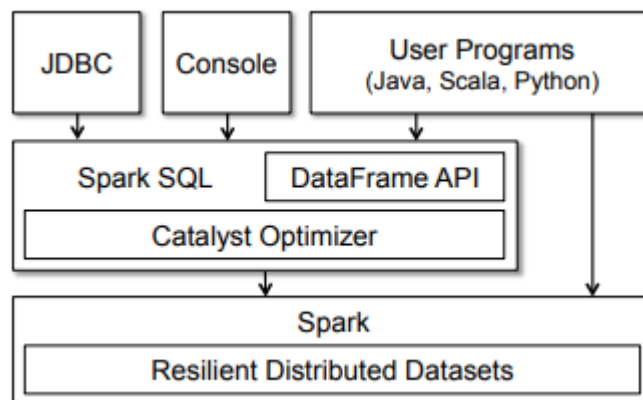 JDBC
Console
User Programs
(Java, Scala, Python)
Spark SQL
DataFrame API
Catalyst Optimizer
Spark
Resilient Distributed Datasets